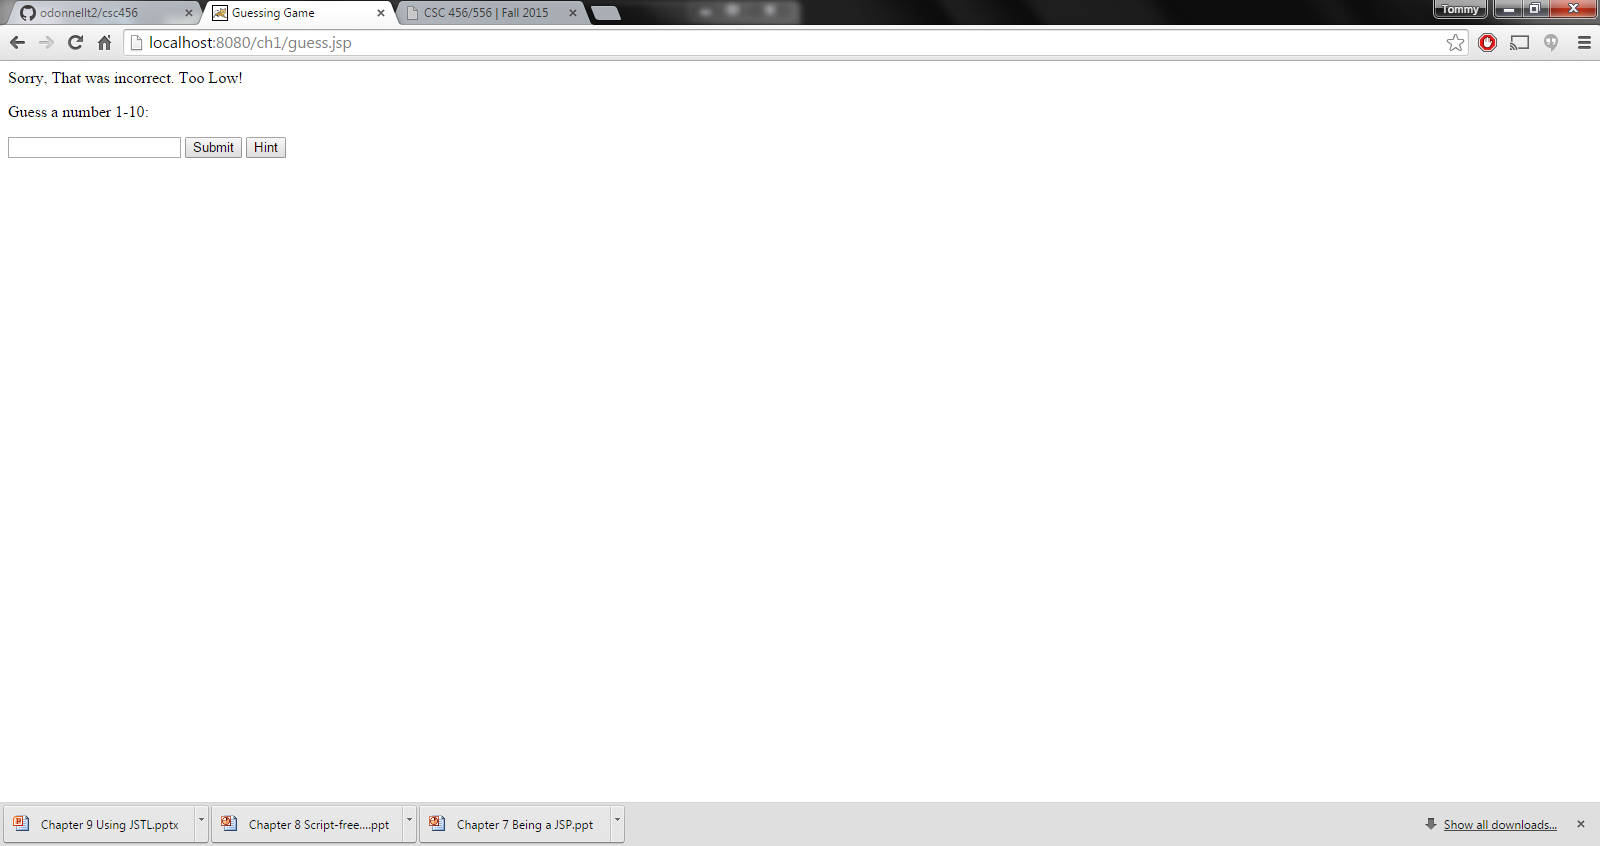 odonnellt2/csc456
Guessing Game
CSC 456/556 | Fall 2015
Tommy
localhost:8080/ch1/guess.jsp
Sorry, That was incorrect. Too Low!
Guess a number 1-10:
Submit Hint
Chapter 9 Using JSTL.pptx
Chapter 8 Script-free....ppt
Chapter 7 Being a JSP.ppt
Show all downloads...